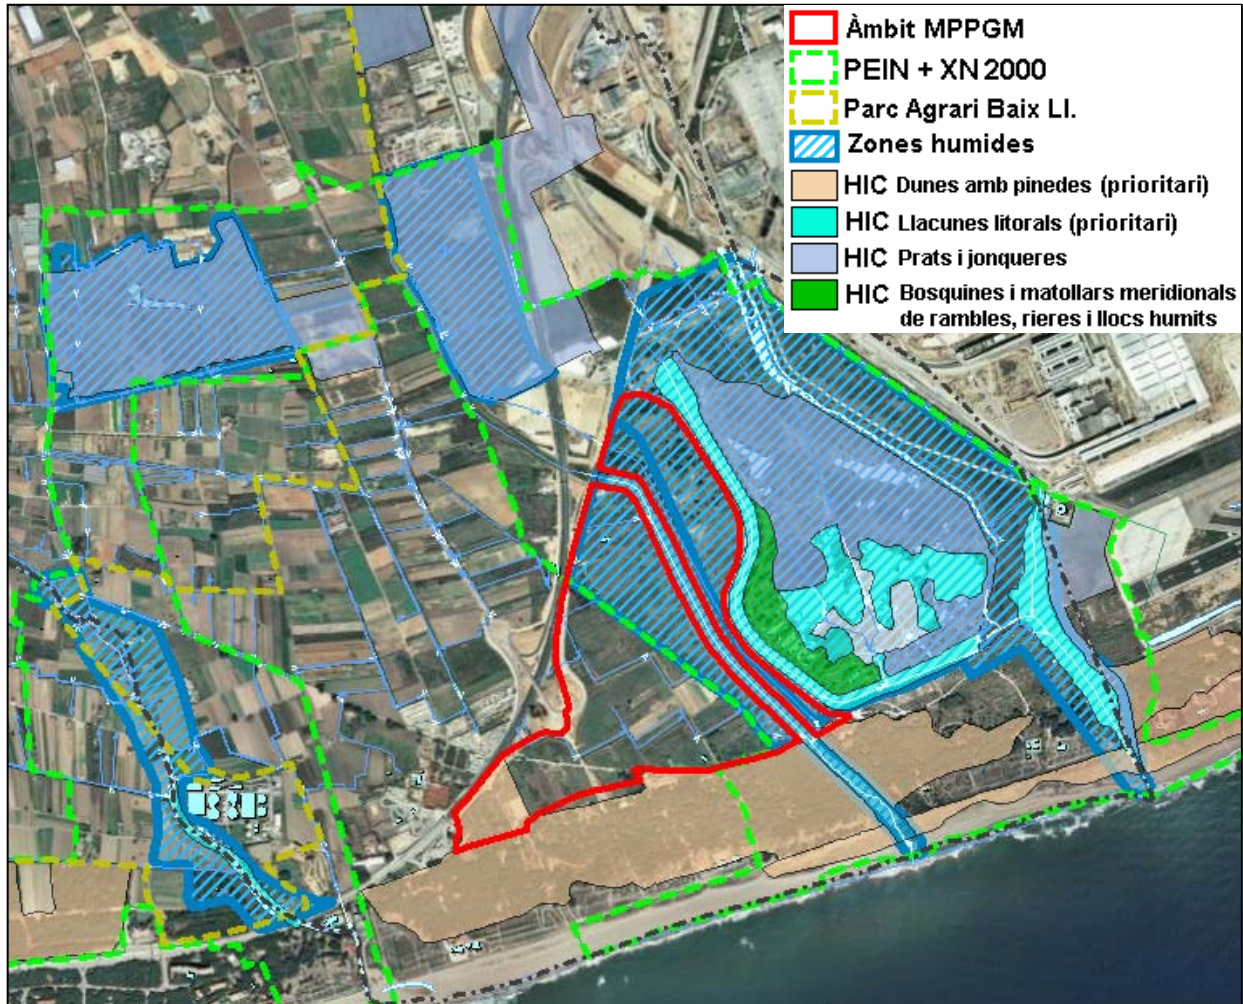 Àmbit MPPGM
PEIN + XN 2000
Parc Agrari Baix Ll.
Zones humides
HIC Dunes amb pinedes (prioritari)
HIC Llacunes litorals (prioritari)
HIC Prats i jonqueres
HIC Bosquines i matollars meridionals
de rambles, rieres i llocs humits